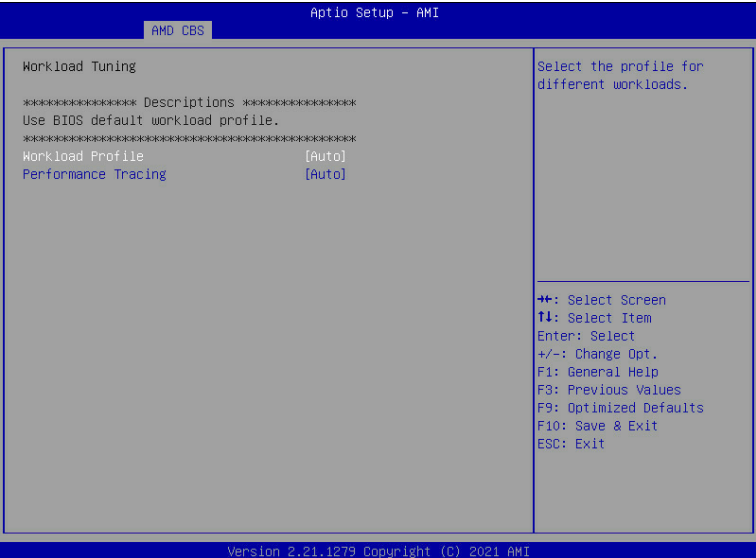 Aptio Setup – AMI
AMD CBS
Workload Tuning
*************** Descriptions ***************
Use BIOS default workload profile.
********************************************
Workload Profile [Auto]
Performance Tracing [Auto]
Select the profile for
different workloads.
→←: Select Screen
↑↓: Select Item
Enter: Select
+/-: Change Opt.
F1: General Help
F3: Previous Values
F9: Optimized Defaults
F10: Save & Exit
ESC: Exit
Version 2.21.1279 Copyright (C) 2021 AMI